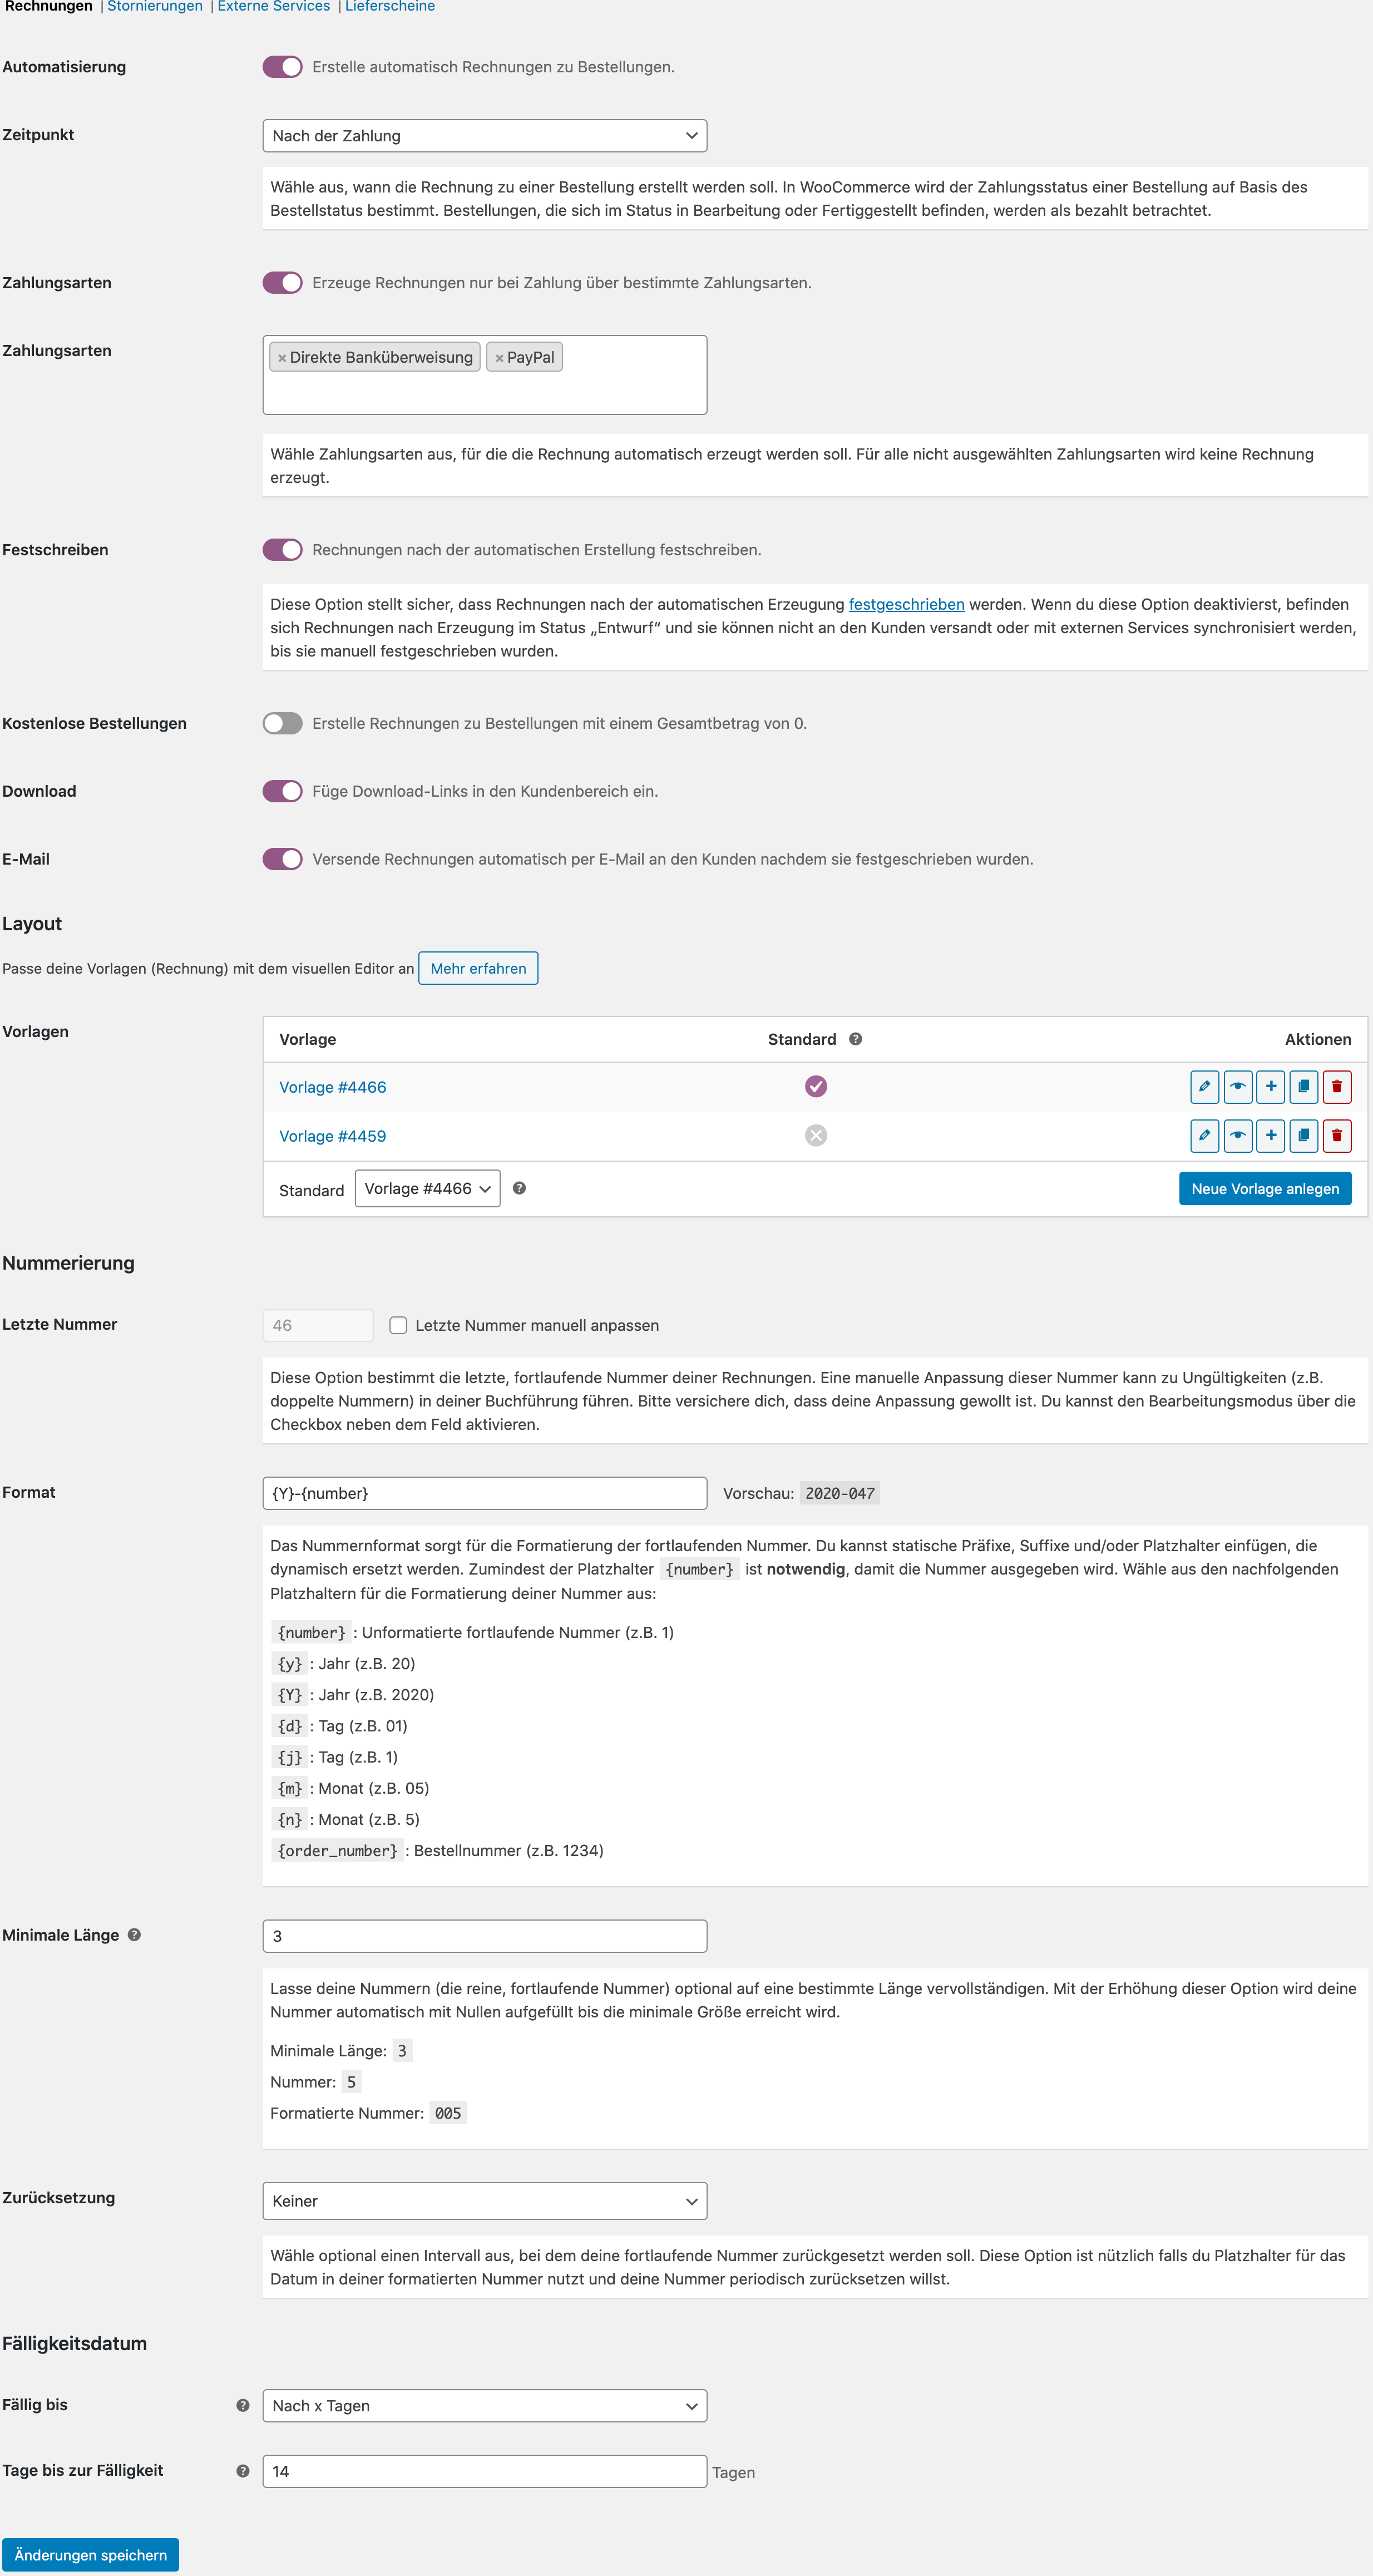 Rechnungen | Stornierungen | Externe Services | Lieferscheine
Automatisierung
Erstelle automatisch Rechnungen zu Bestellungen.
Zeitpunkt
Nach der Zahlung
Wähle aus, wann die Rechnung zu einer Bestellung erstellt werden soll. In WooCommerce wird der Zahlungsstatus einer Bestellung auf Basis des
Bestellstatus bestimmt. Bestellungen, die sich im Status in Bearbeitung oder Fertiggestellt befinden, werden als bezahlt betrachtet.
Zahlungsarten
Erzeuge Rechnungen nur bei Zahlung über bestimmte Zahlungsarten.
Zahlungsarten
× Direkte Banküberweisung × PayPal
Wähle Zahlungsarten aus, für die die Rechnung automatisch erzeugt werden soll. Für alle nicht ausgewählten Zahlungsarten wird keine Rechnung
erzeugt.
Festschreiben
Rechnungen nach der automatischen Erstellung festschreiben.
Diese Option stellt sicher, dass Rechnungen nach der automatischen Erzeugung festgeschrieben werden. Wenn du diese Option deaktivierst, befinden
sich Rechnungen nach Erzeugung im Status „Entwurf“ und sie können nicht an den Kunden versandt oder mit externen Services synchronisiert werden,
bis sie manuell festgeschrieben wurden.
Kostenlose Bestellungen
Erstelle Rechnungen zu Bestellungen mit einem Gesamtbetrag von 0.
Download
Füge Download-Links in den Kundenbereich ein.
E-Mail
Versende Rechnungen automatisch per E-Mail an den Kunden nachdem sie festgeschrieben wurden.
Layout
Passe deine Vorlagen (Rechnung) mit dem visuellen Editor an Mehr erfahren
Vorlagen
Vorlage Standard ? Aktionen
Vorlage #4466
Vorlage #4459
Standard Vorlage #4466 ? Neue Vorlage anlegen
Nummerierung
Letzte Nummer
46 Letzte Nummer manuell anpassen
Diese Option bestimmt die letzte, fortlaufende Nummer deiner Rechnungen. Eine manuelle Anpassung dieser Nummer kann zu Ungültigkeiten (z.B.
doppelte Nummern) in deiner Buchführung führen. Bitte versichere dich, dass deine Anpassung gewollt ist. Du kannst den Bearbeitungsmodus über die
Checkbox neben dem Feld aktivieren.
Format
{Y}-{number} Vorschau: 2020-047
Das Nummernformat sorgt für die Formatierung der fortlaufenden Nummer. Du kannst statische Präfixe, Suffixe und/oder Platzhalter einfügen, die
dynamisch ersetzt werden. Zumindest der Platzhalter {number} ist notwendig, damit die Nummer ausgegeben wird. Wähle aus den nachfolgenden
Platzhaltern für die Formatierung deiner Nummer aus:
{number} : Unformatierte fortlaufende Nummer (z.B. 1)
{y} : Jahr (z.B. 20)
{Y} : Jahr (z.B. 2020)
{d} : Tag (z.B. 01)
{j} : Tag (z.B. 1)
{m} : Monat (z.B. 05)
{n} : Monat (z.B. 5)
{order_number} : Bestellnummer (z.B. 1234)
Minimale Länge ?
3
Lasse deine Nummern (die reine, fortlaufende Nummer) optional auf eine bestimmte Länge vervollständigen. Mit der Erhöhung dieser Option wird deine
Nummer automatisch mit Nullen aufgefüllt bis die minimale Größe erreicht wird.
Minimale Länge: 3
Nummer: 5
Formatierte Nummer: 005
Zurücksetzung
Keiner
Wähle optional einen Intervall aus, bei dem deine fortlaufende Nummer zurückgesetzt werden soll. Diese Option ist nützlich falls du Platzhalter für das
Datum in deiner formatierten Nummer nutzt und deine Nummer periodisch zurücksetzen willst.
Fälligkeitsdatum
Fällig bis ?
Nach x Tagen
Tage bis zur Fälligkeit ?
14 Tagen
Änderungen speichern